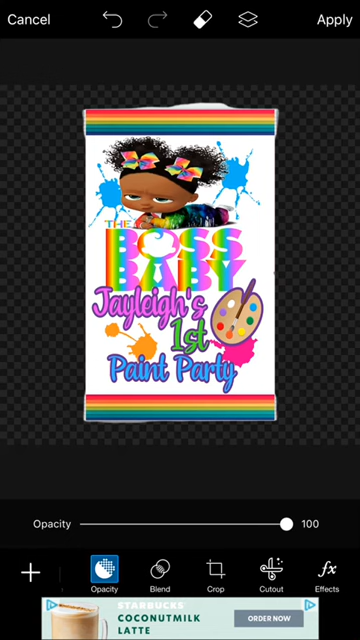 Cancel
Apply
THE
BOSS
BABY
Jayleigh's
1st
Paint Party
Opacity
100
Opacity
Blend
Crop
Cutout
fx
Effects
STARBUCKS
COCONUTMILK
LATTE
ORDER NOW